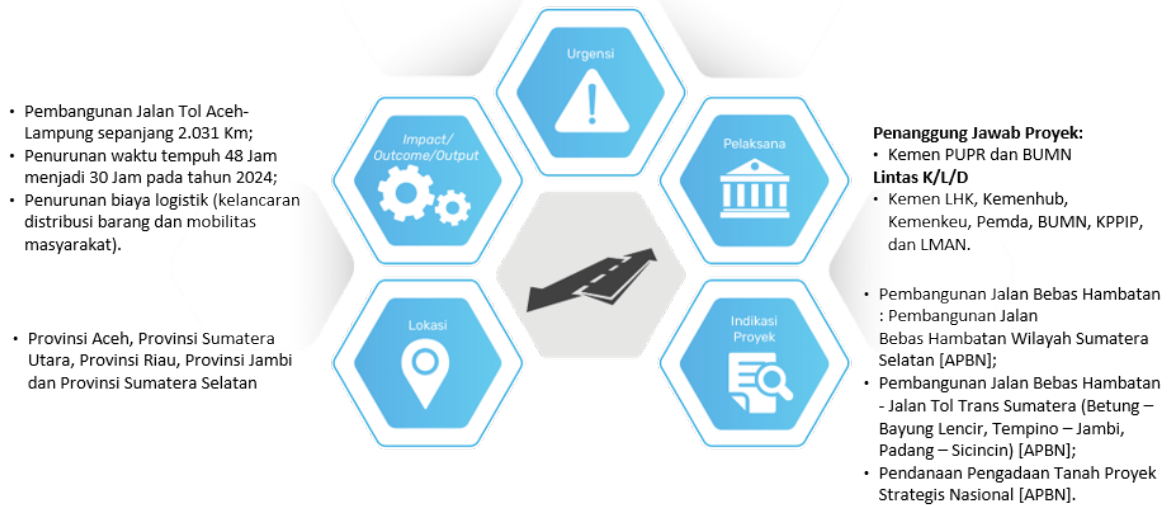 Urgensi
• Pembangunan Jalan Tol Aceh-
Lampung sepanjang 2.031 Km;
• Penurunan waktu tempuh 48 Jam
menjadi 30 Jam pada tahun 2024;
• Penurunan biaya logistik (kelancaran
distribusi barang dan mobilitas
masyarakat).
Impact/
Outcome/Output
Pelaksana
Penanggung Jawab Proyek:
• Kemen PUPR dan BUMN
Lintas K/L/D
• Kemen LHK, Kemenhub,
Kemenkeu, Pemda, BUMN, KPPIP,
dan LMAN.
• Provinsi Aceh, Provinsi Sumatera
Utara, Provinsi Riau, Provinsi Jambi
dan Provinsi Sumatera Selatan
Lokasi
Indikasi
Proyek
• Pembangunan Jalan Bebas Hambatan
: Pembangunan Jalan
Bebas Hambatan Wilayah Sumatera
Selatan [APBN];
• Pembangunan Jalan Bebas Hambatan
- Jalan Tol Trans Sumatera (Betung –
Bayung Lencir, Tempino – Jambi,
Padang – Sicincin) [APBN];
• Pendanaan Pengadaan Tanah Proyek
Strategis Nasional [APBN].